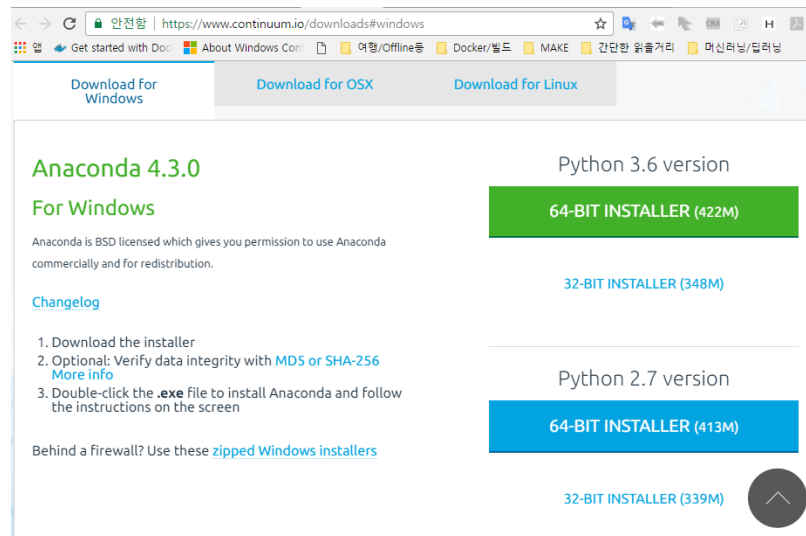 안전함 | https://www.continuum.io/downloads#windows
앱 Get started with Doc About Windows Con 여행/Offline등 Docker/빌드 MAKE 간단한 읽을거리 머신러닝/딥러닝
Download for
Windows
Download for OSX
Download for Linux
Anaconda 4.3.0
For Windows
Anaconda is BSD licensed which gives you permission to use Anaconda
commercially and for redistribution.
Changelog
1. Download the installer
2. Optional: Verify data integrity with MD5 or SHA-256
More info
3. Double-click the .exe file to install Anaconda and follow
the instructions on the screen
Behind a firewall? Use these zipped Windows installers
Python 3.6 version
64-BIT INSTALLER (422M)
32-BIT INSTALLER (348M)
Python 2.7 version
64-BIT INSTALLER (413M)
32-BIT INSTALLER (339M)